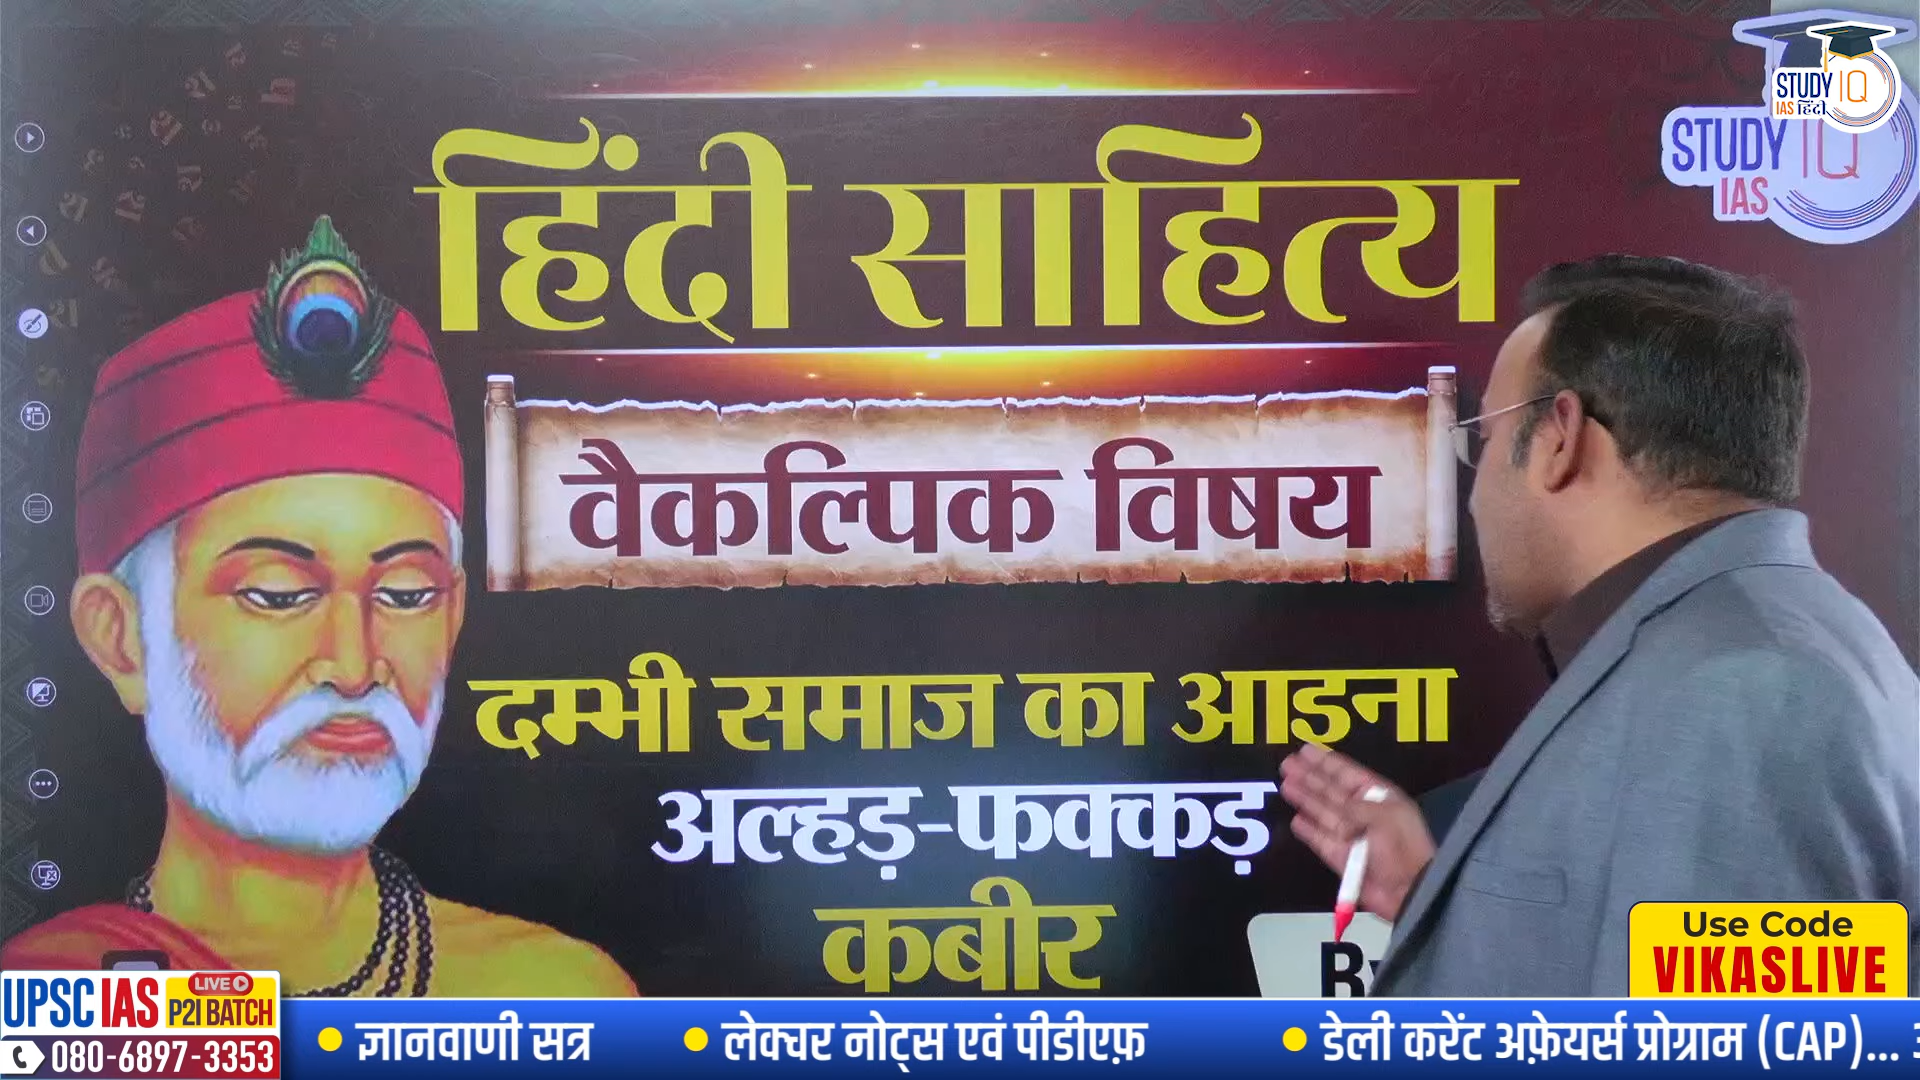 STUDY IQ
IAS हिंदी
STUDY IQ
IAS
हिंदी साहित्य
वैकल्पिक विषय
दम्भी समाज का आइना
अल्हड़-फक्कड़
कबीर
Use Code
VIKASLIVE
LIVE
UPSC IAS P2I BATCH
080-6897-3353
ज्ञानवाणी सत्र
लेक्चर नोट्स एवं पीडीएफ़
डेली करेंट अफ़ेयर्स प्रोग्राम (CAP)...